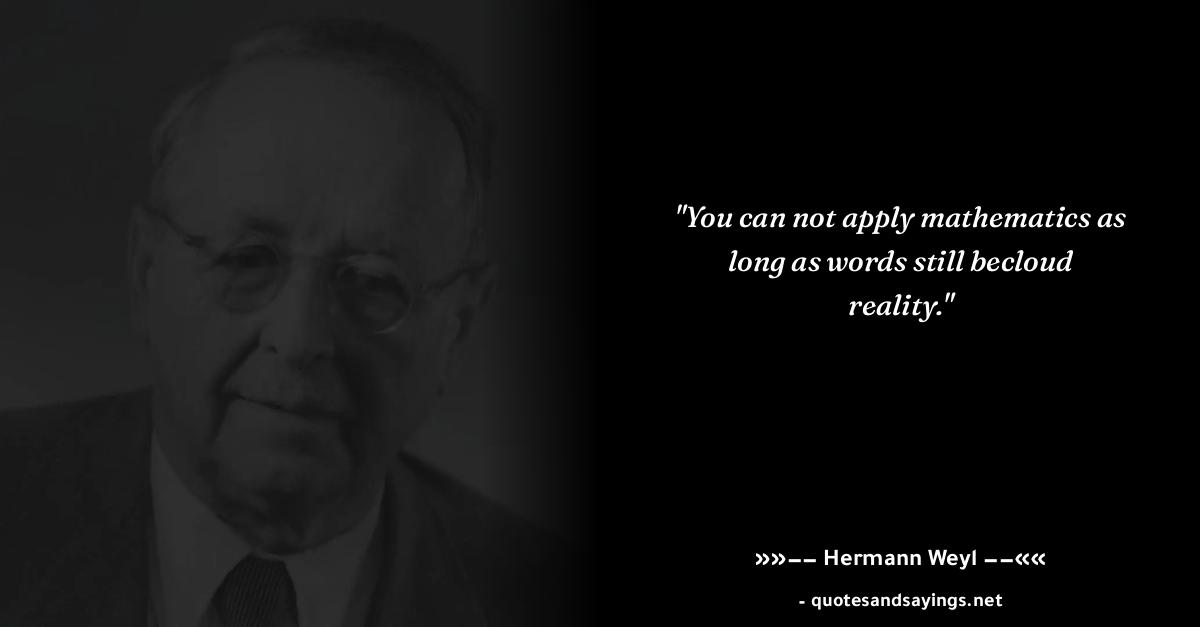 "You can not apply mathematics as
long as words still becloud
reality."
»»–– Hermann Weyl ––««
- quotesandsayings.net